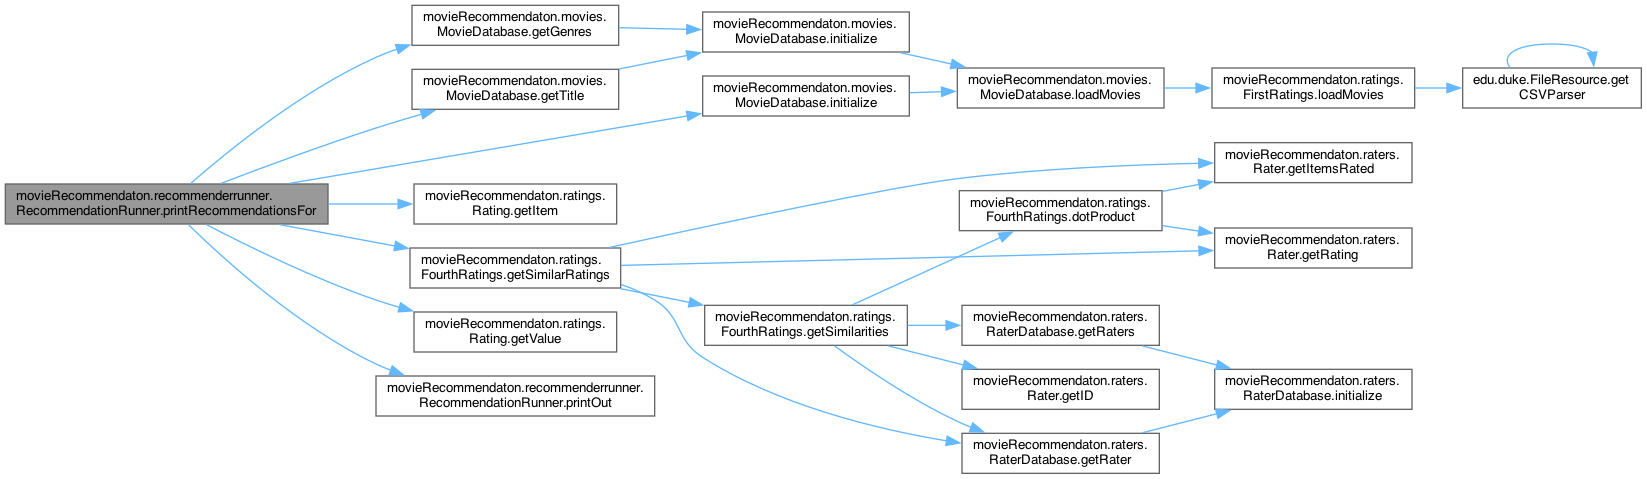 movieRecommendaton.movies.
MovieDatabase.getGenres
movieRecommendaton.movies.
MovieDatabase.initialize
movieRecommendaton.movies.
MovieDatabase.getTitle
movieRecommendaton.movies.
MovieDatabase.initialize
movieRecommendaton.movies.
MovieDatabase.loadMovies
movieRecommendaton.ratings.
FirstRatings.loadMovies
edu.duke.FileResource.get
CSVParser
movieRecommendaton.recommenderrunner.
RecommendationRunner.printRecommendationsFor
movieRecommendaton.ratings.
Rating.getItem
movieRecommendaton.ratings.
FourthRatings.getSimilarRatings
movieRecommendaton.ratings.
Rating.getValue
movieRecommendaton.recommenderrunner.
RecommendationRunner.printOut
movieRecommendaton.ratings.
FourthRatings.getSimilarities
movieRecommendaton.ratings.
FourthRatings.dotProduct
movieRecommendaton.raters.
Rater.getItemsRated
movieRecommendaton.raters.
Rater.getRating
movieRecommendaton.raters.
RaterDatabase.getRaters
movieRecommendaton.raters.
Rater.getID
movieRecommendaton.raters.
RaterDatabase.getRater
movieRecommendaton.raters.
RaterDatabase.initialize